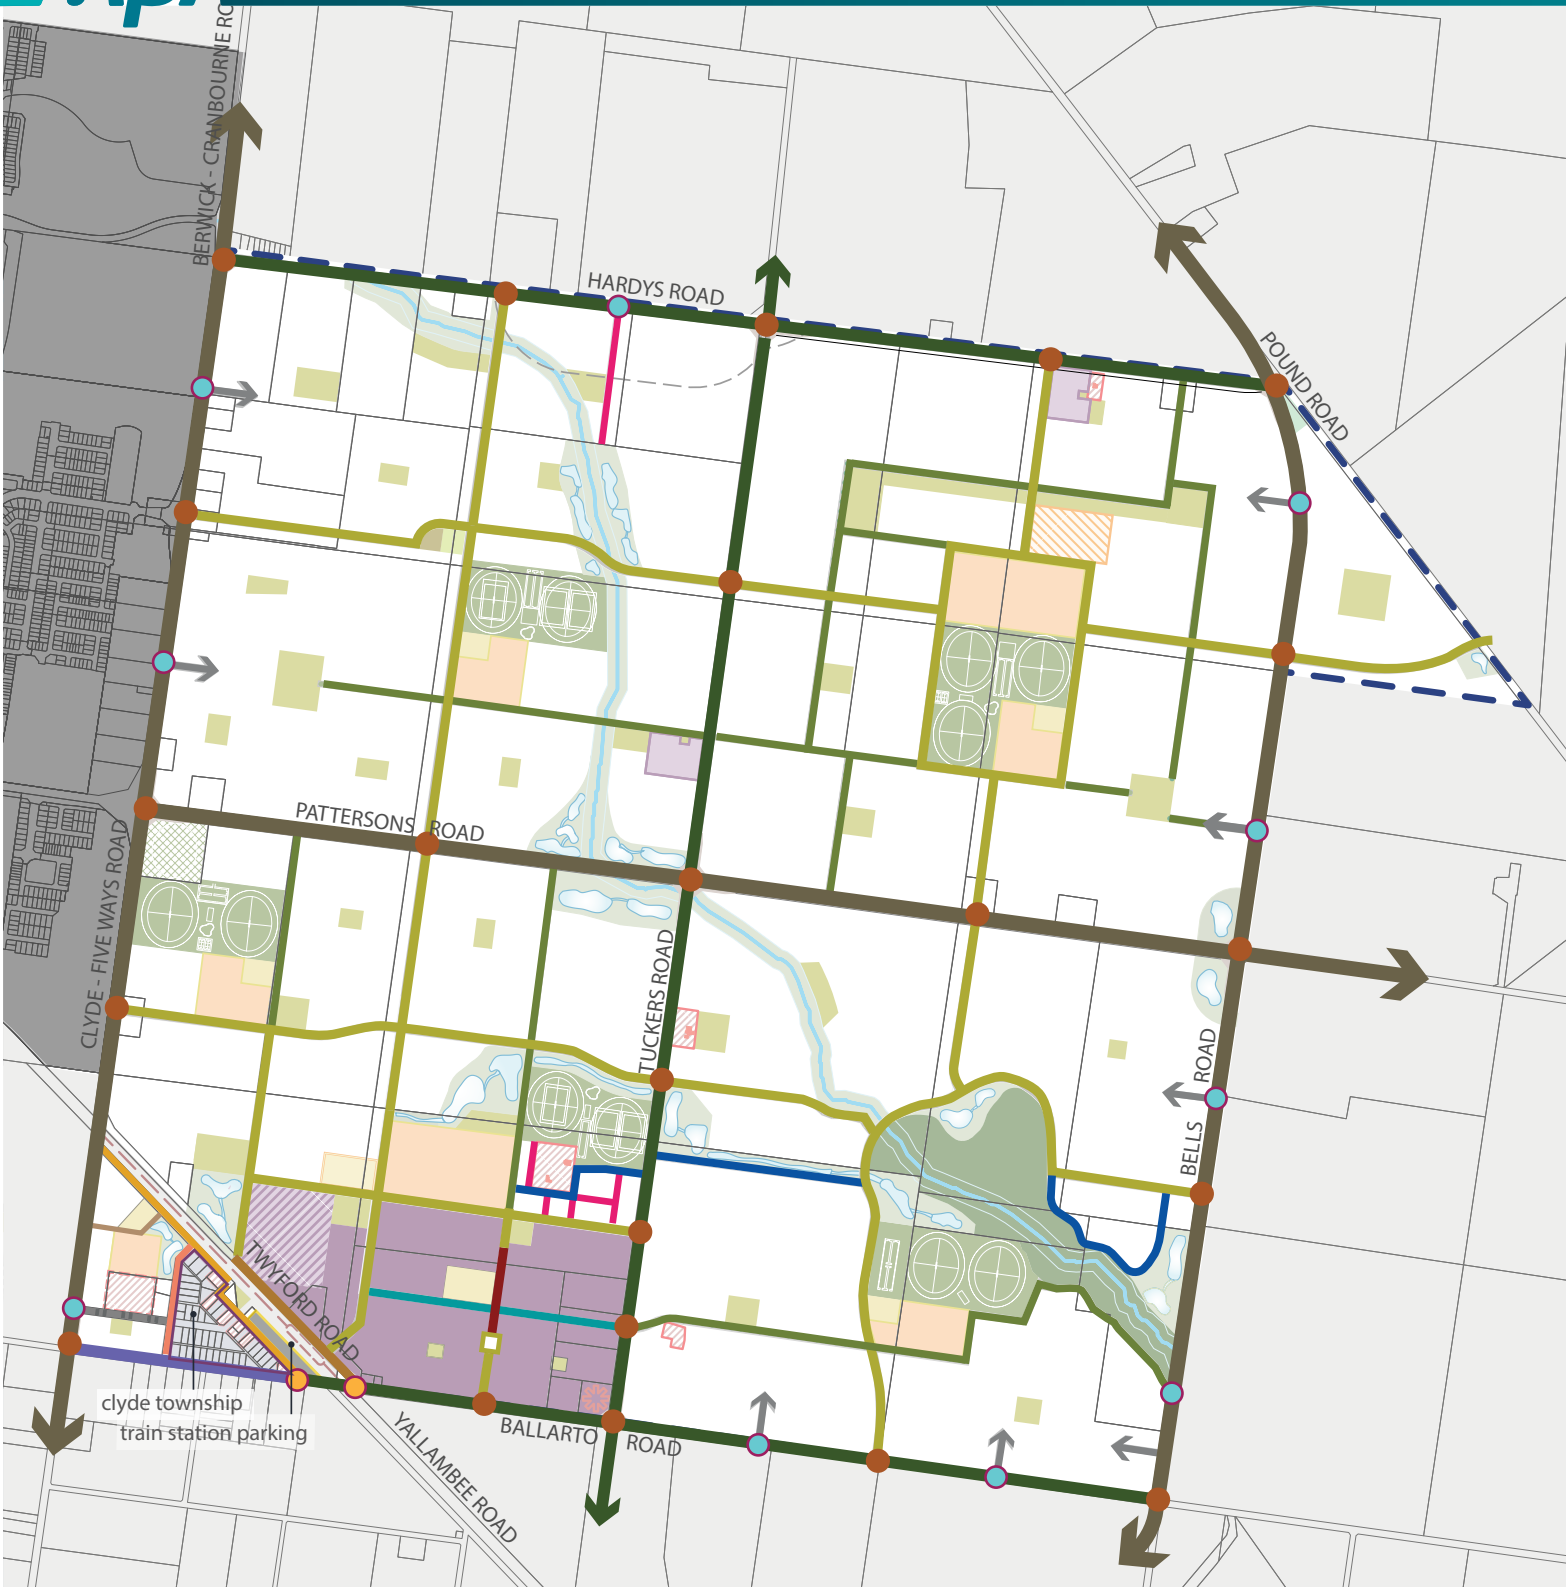 BERWICK - CRANBOURNE RO
HARDYS ROAD
POUND ROAD
PATTERSONS ROAD
CLYDE - FIVE WAYS ROAD
TUCKERS ROAD
BELLS ROAD
TWYFORD ROAD
clyde township
train station parking
BALLARTO ROAD
YALLAMBEE ROAD